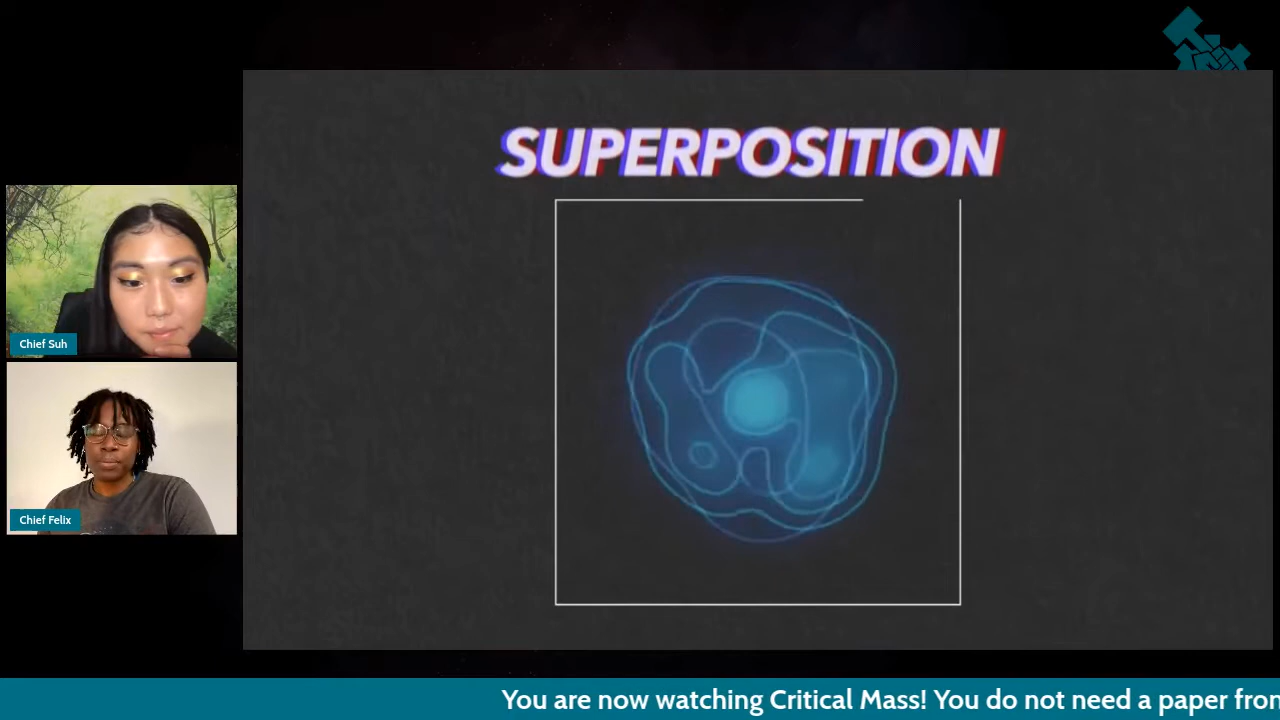 SUPERPOSITION
Chief Suh
Chief Felix
You are now watching Critical Mass! You do not need a paper from